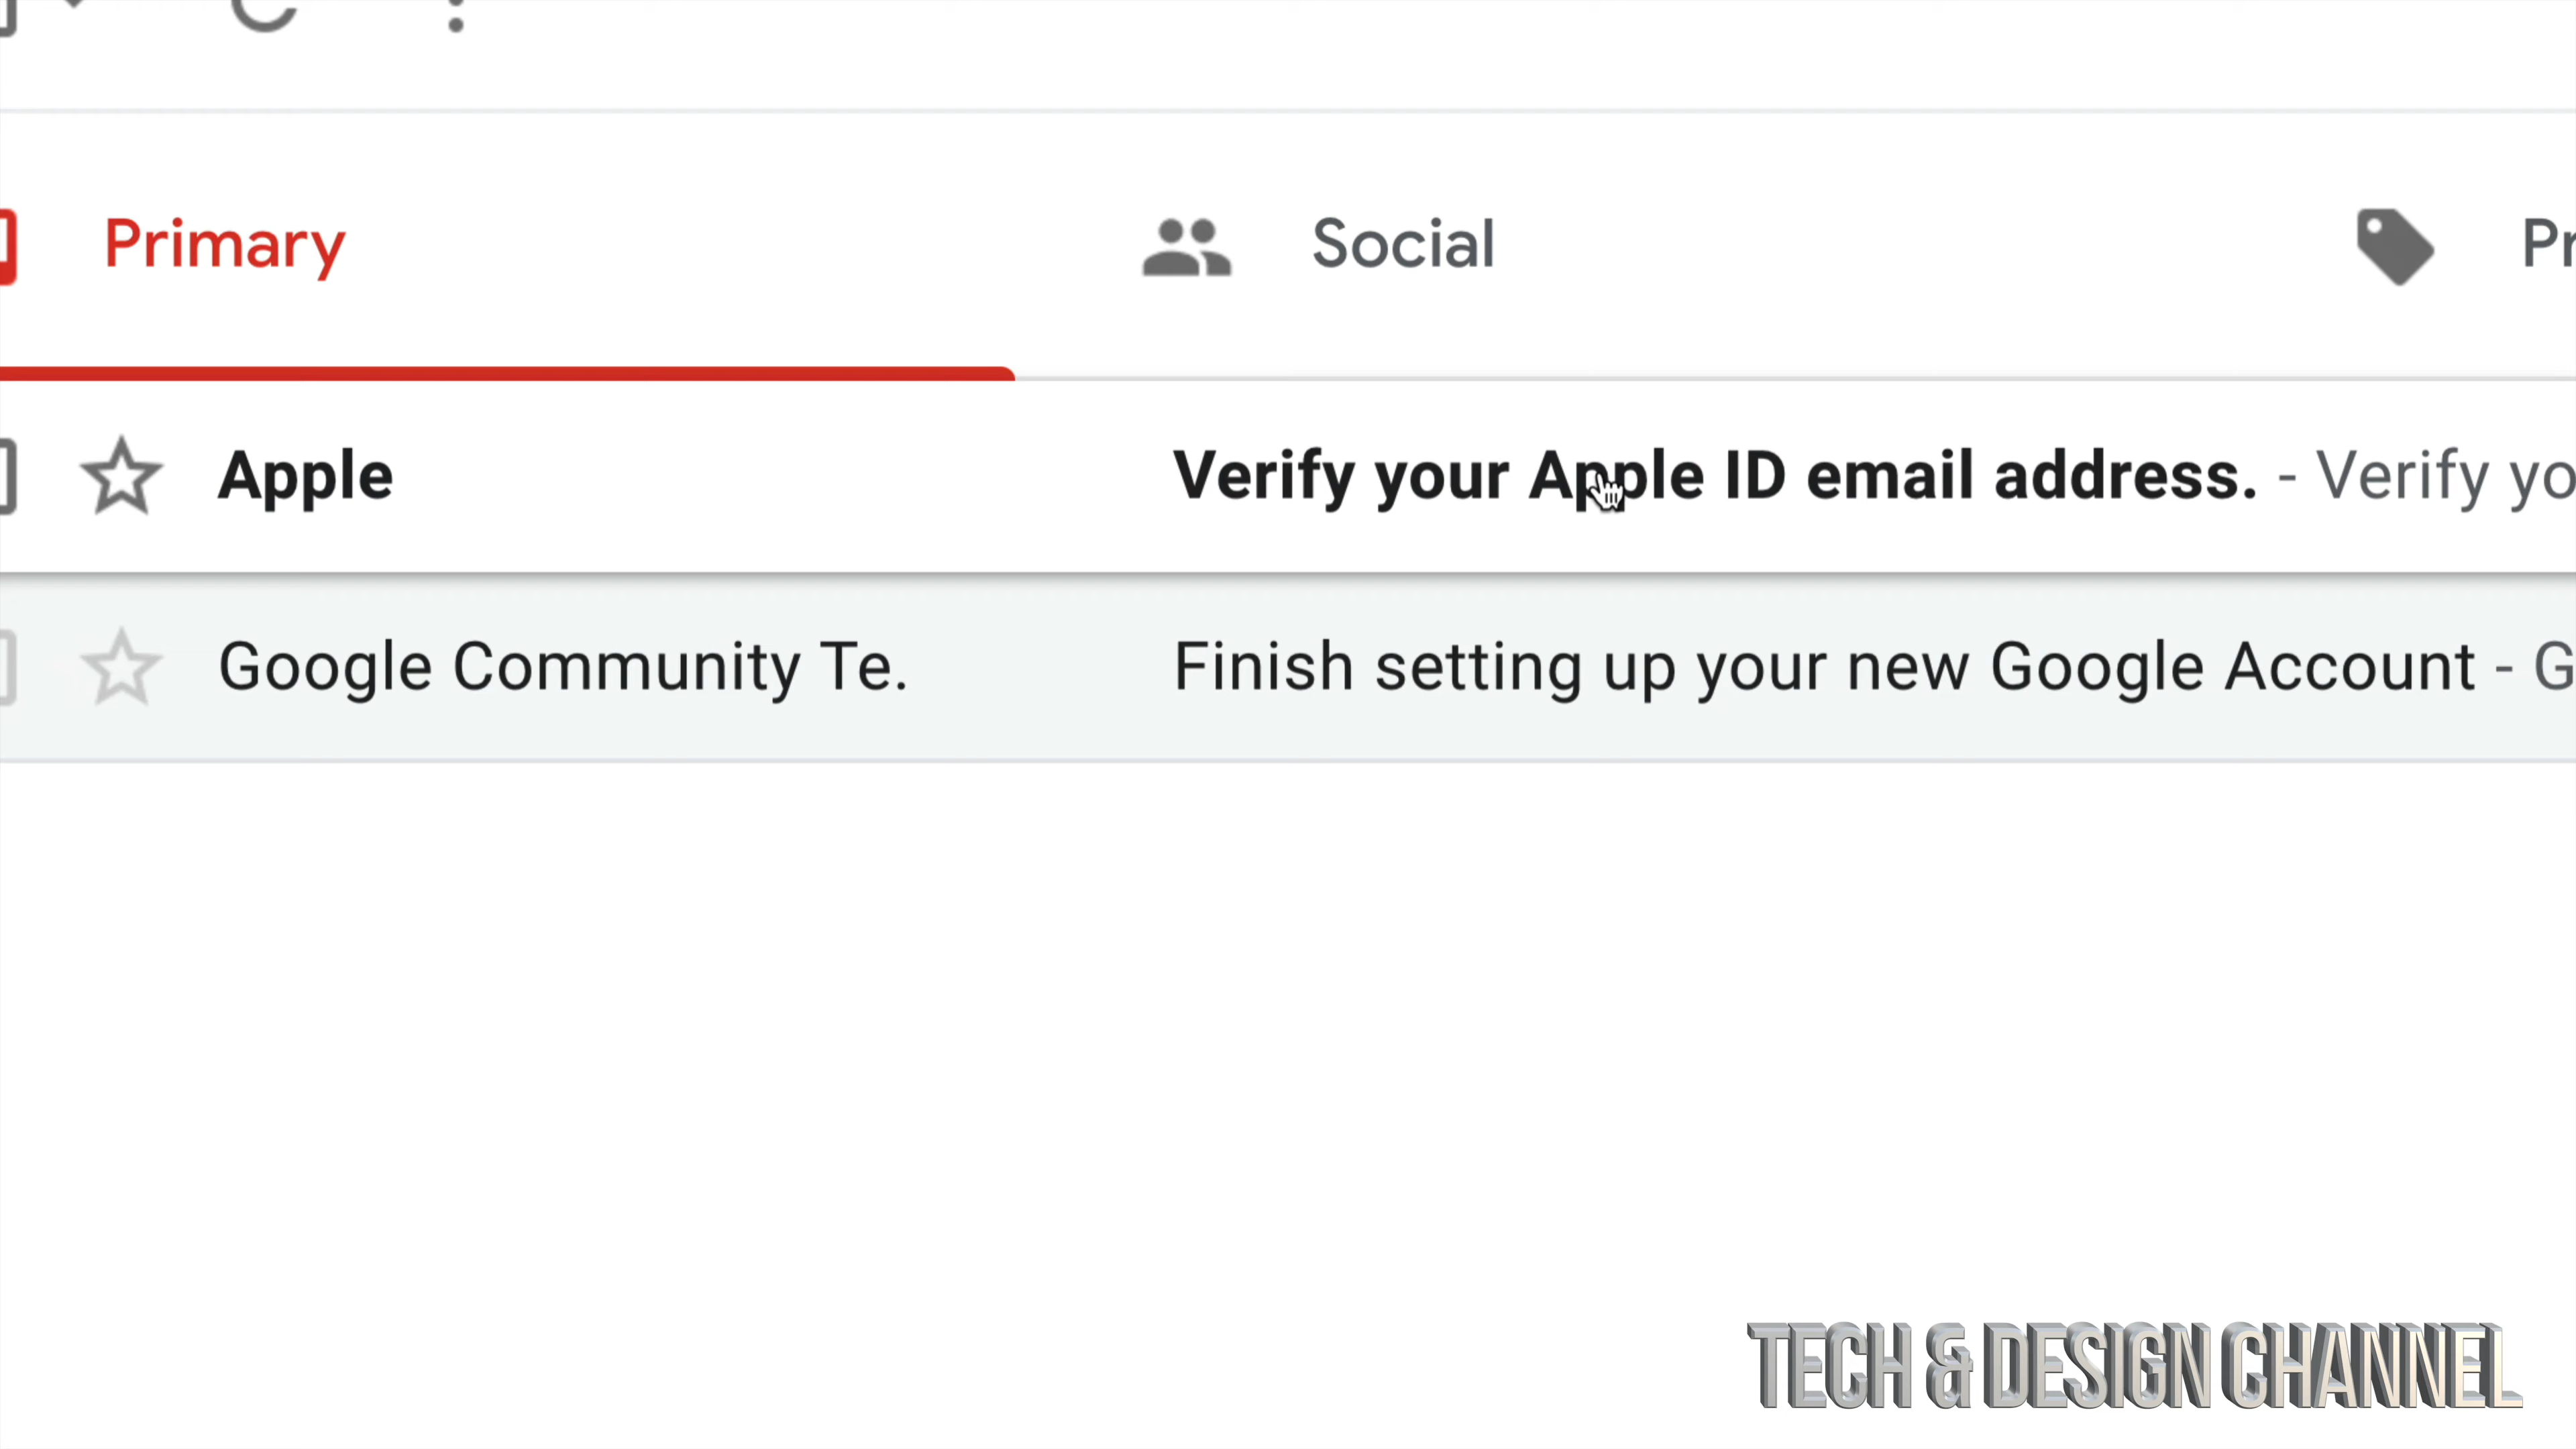 Primary
Social
Pr
Apple
Verify your Apple ID email address. - Verify yo
Google Community Te.
Finish setting up your new Google Account - G
TECH & DESIGN CHANNEL